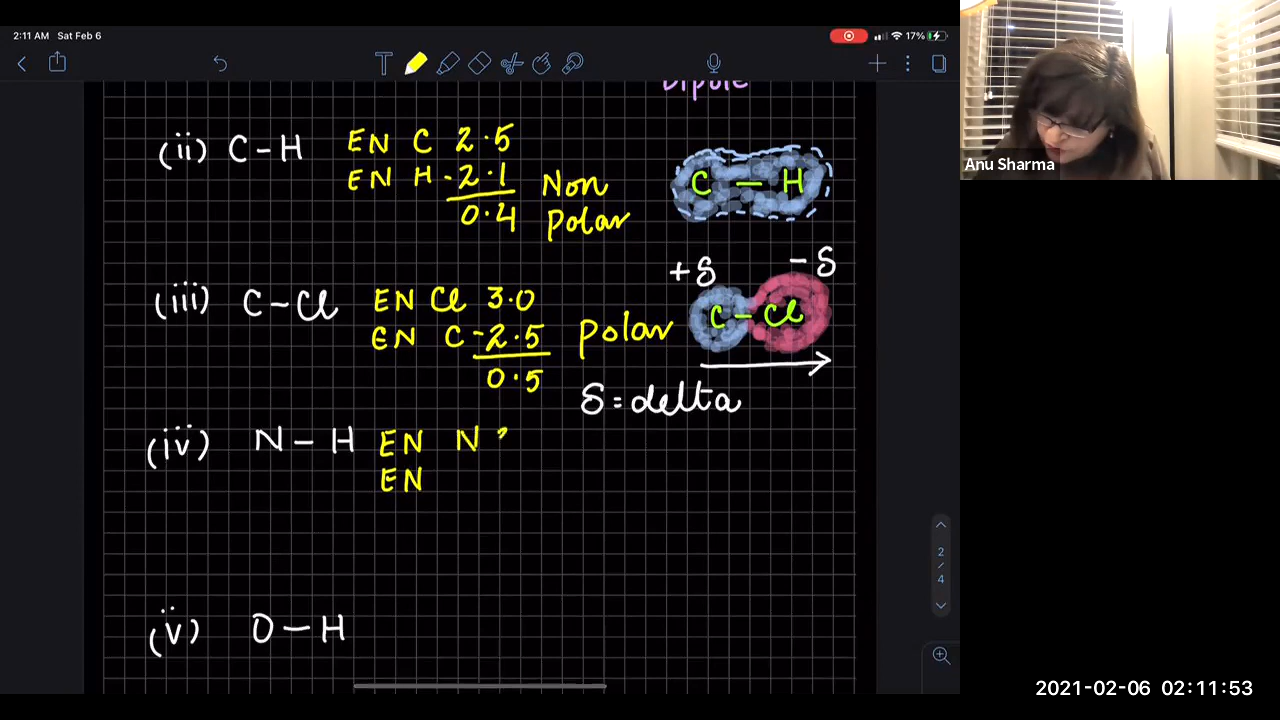 2:11 AM Sat Feb 6
17%
Dipole
(ii) C-H EN C 2.5
EN H -2.1 Non
0.4 Polar
C - H
+δ -δ
(iii) C-Cl EN Cl 3.0
EN C -2.5 Polar
0.5
C-Cl
δ = delta
(iv) N-H EN N
EN
(v) O-H
2
/
4
Anu Sharma
2021-02-06 02:11:53